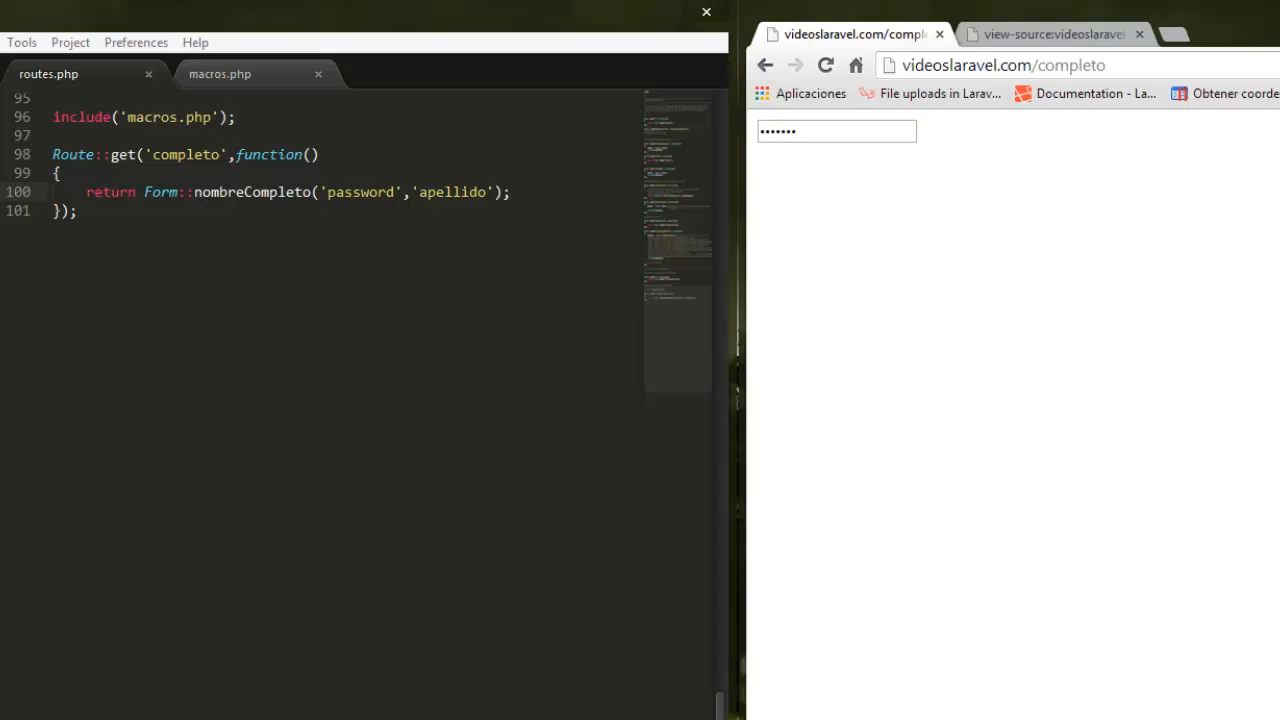 Tools Project Preferences Help
routes.php × macros.php ×
95
96 include('macros.php');
97
98 Route::get('completo',function()
99 {
100 return Form::nombreCompleto('password','apellido');
101 });
videoslaravel.com/compl × view-source:videoslaravel ×
videoslaravel.com/completo
Aplicaciones File uploads in Larav... Documentation - La... Obtener coorde
•••••••